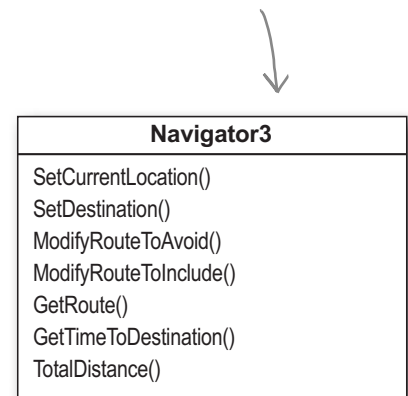 Navigator3
SetCurrentLocation()
SetDestination()
ModifyRouteToAvoid()
ModifyRouteToInclude()
GetRoute()
GetTimeToDestination()
TotalDistance()